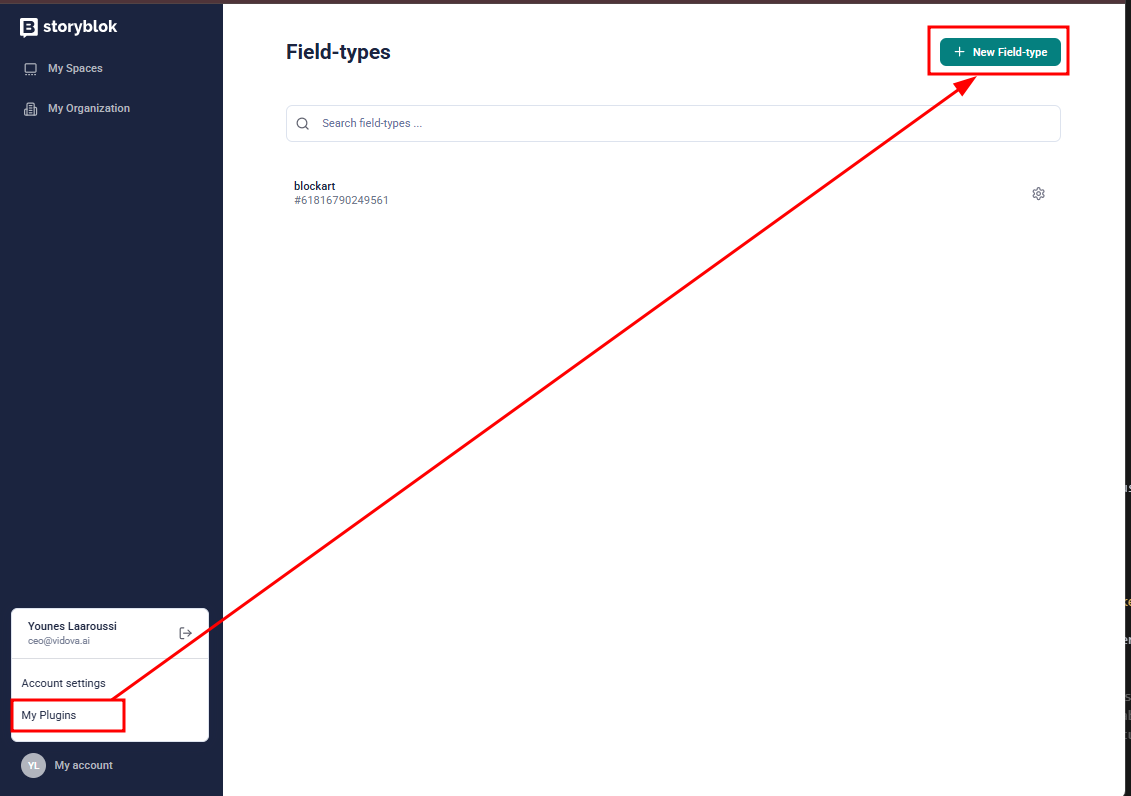 storyblok
My Spaces
My Organization
Field-types
New Field-type
Search field-types ...
blockart
#61816790249561
Younes Laaroussi
ceo@vidova.ai
Account settings
My Plugins
YL
My account